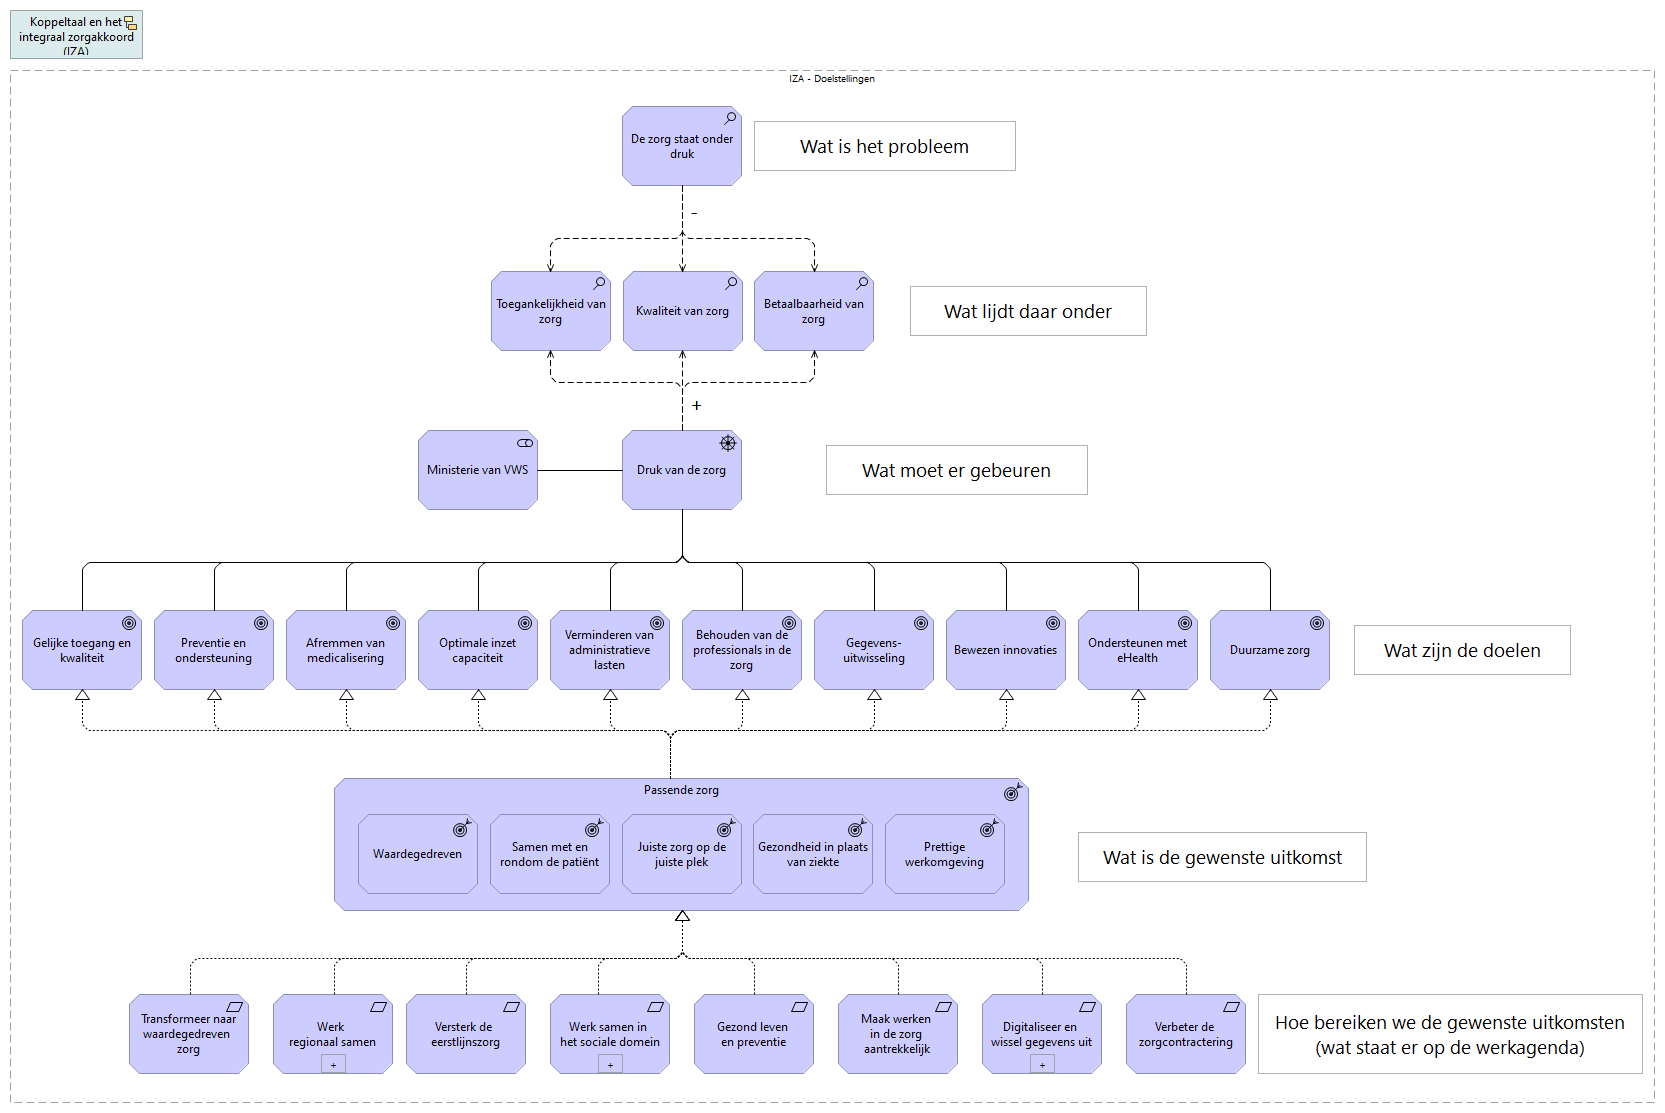 Koppeltaal en het
integraal zorgakkoord
(IZA)
IZA - Doelstellingen
De zorg staat onder
druk
Wat is het probleem
-
Toegankelijkheid van
zorg
Kwaliteit van zorg
Betaalbaarheid van
zorg
Wat lijdt daar onder
+
Ministerie van VWS
Druk van de zorg
Wat moet er gebeuren
Gelijke toegang en
kwaliteit
Preventie en
ondersteuning
Afremmen van
medicalisering
Optimale inzet
capaciteit
Verminderen van
administratieve
lasten
Behouden van de
professionals in de
zorg
Gegevens-
uitwisseling
Bewezen innovaties
Ondersteunen met
eHealth
Duurzame zorg
Wat zijn de doelen
Passende zorg
Waardegedreven
Samen met en
rondom de patiënt
Juiste zorg op de
juiste plek
Gezondheid in plaats
van ziekte
Prettige
werkomgeving
Wat is de gewenste uitkomst
Transformeer naar
waardegedreven
zorg
Werk
regionaal samen
+
Versterk de
eerstlijnszorg
Werk samen in
het sociale domein
+
Gezond leven
en preventie
Maak werken
in de zorg
aantrekkelijk
Digitaliseer en
wissel gegevens uit
+
Verbeter de
zorgcontractering
Hoe bereiken we de gewenste uitkomsten
(wat staat er op de werkagenda)